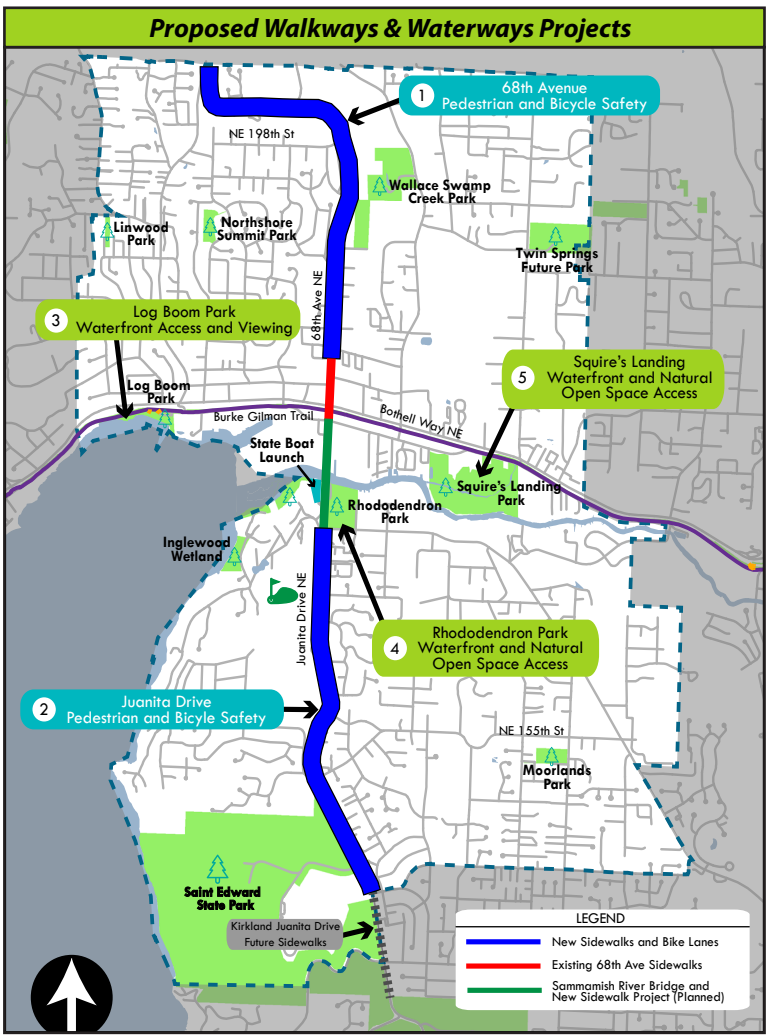 Proposed Walkways & Waterways Projects
1
68th Avenue
Pedestrian and Bicycle Safety
NE 198th St
Wallace Swamp
Creek Park
Linwood
Park
Northshore
Summit Park
Twin Springs
Future Park
68th Ave NE
3
Log Boom Park
Waterfront Access and Viewing
5
Squire's Landing
Waterfront and Natural
Open Space Access
Log Boom
Park
Burke Gilman Trail
Bothell Way NE
State Boat
Launch
Squire's Landing
Park
Rhododendron
Park
Inglewood
Wetland
Juanita Drive NE
4
Rhododendron Park
Waterfront and Natural
Open Space Access
2
Juanita Drive
Pedestrian and Bicyle Safety
NE 155th St
Moorlands
Park
Saint Edward
State Park
Kirkland Juanita Drive
Future Sidewalks
LEGEND
New Sidewalks and Bike Lanes
Existing 68th Ave Sidewalks
Sammamish River Bridge and
New Sidewalk Project (Planned)